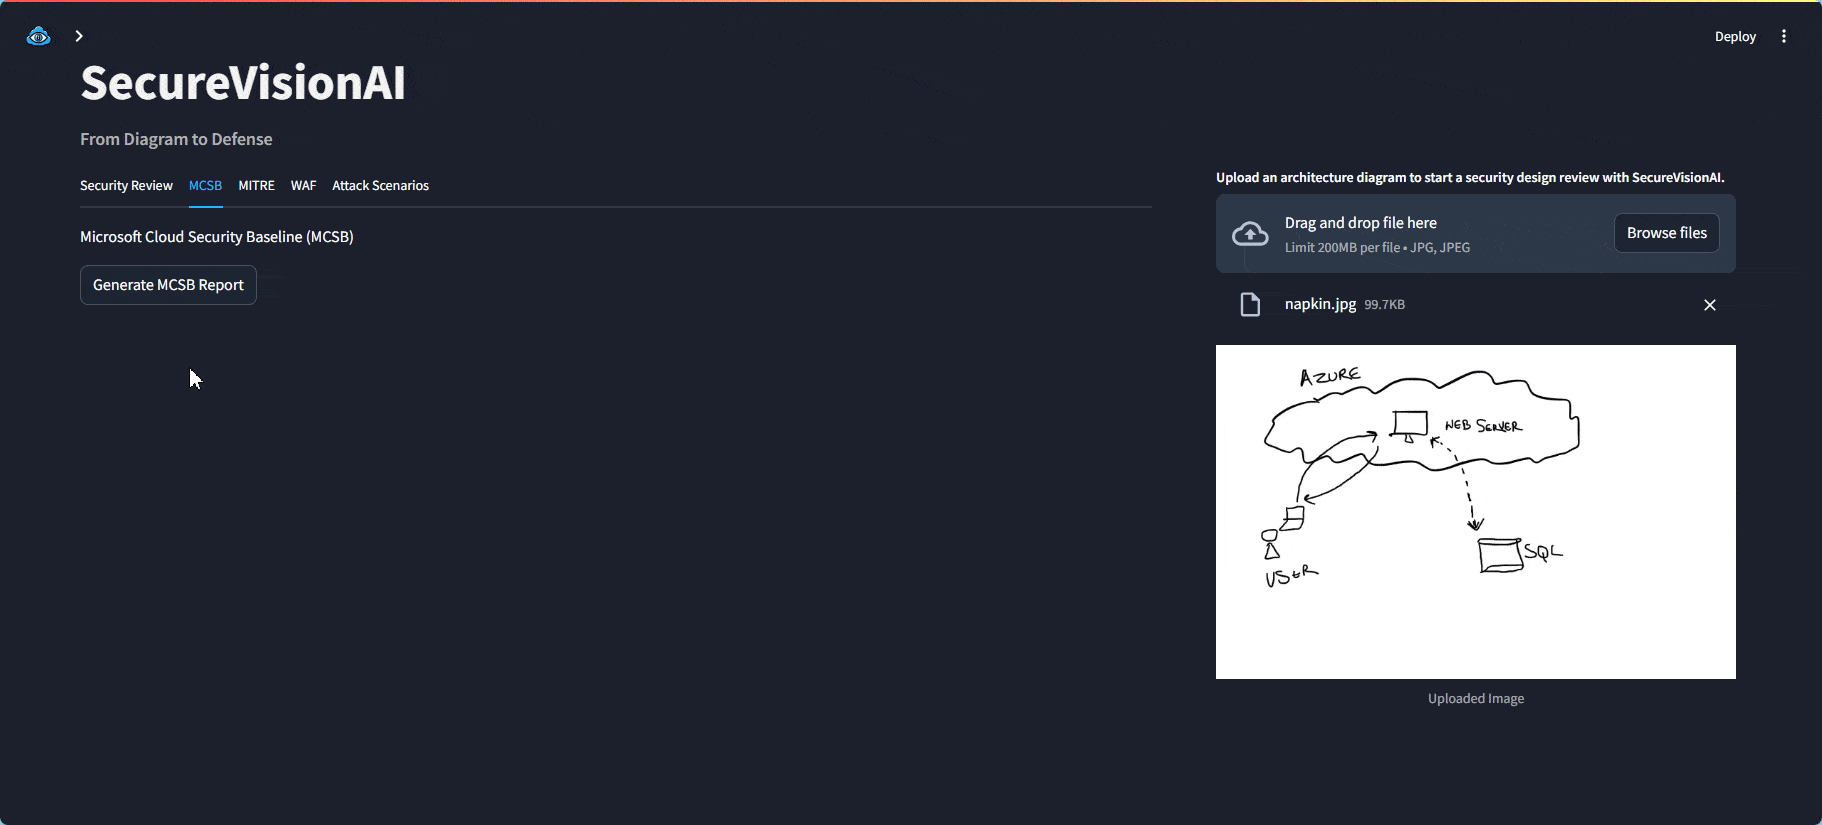 Deploy
SecureVisionAI
From Diagram to Defense
Security Review MCSB MITRE WAF Attack Scenarios
Microsoft Cloud Security Baseline (MCSB)
Generate MCSB Report
Upload an architecture diagram to start a security design review with SecureVisionAI.
Drag and drop file here
Limit 200MB per file • JPG, JPEG
Browse files
napkin.jpg 99.7KB
AZURE
WEB SERVER
SQL
USER
Uploaded Image